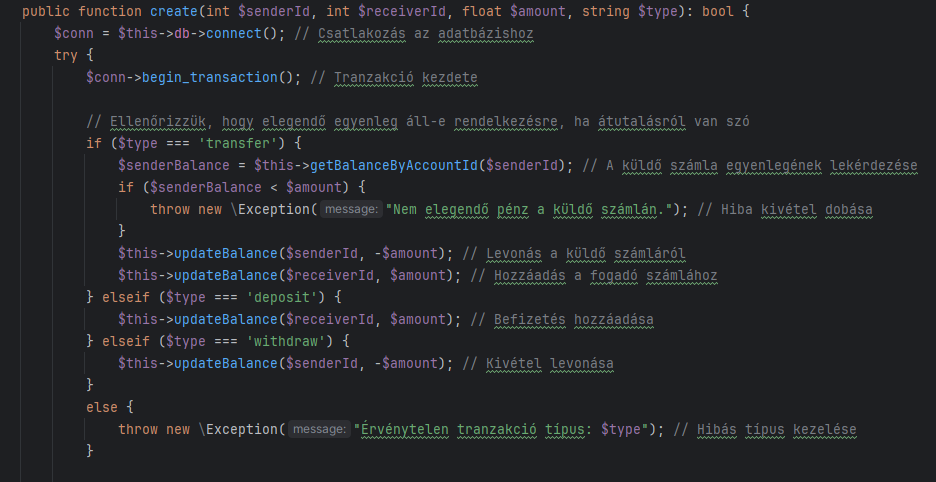 public function create(int $senderId, int $receiverId, float $amount, string $type): bool {
$conn = $this->db->connect(); // Csatlakozás az adatbázishoz
try {
$conn->begin_transaction(); // Tranzakció kezdete
// Ellenőrizzük, hogy elegendő egyenleg áll-e rendelkezésre, ha átutalásról van szó
if ($type === 'transfer') {
$senderBalance = $this->getBalanceByAccountId($senderId); // A küldő számla egyenlegének lekérdezése
if ($senderBalance < $amount) {
throw new \Exception( message: "Nem elegendő pénz a küldő számlán."); // Hiba kivétel dobása
}
$this->updateBalance($senderId, -$amount); // Levonás a küldő számláról
$this->updateBalance($receiverId, $amount); // Hozzáadás a fogadó számlához
} elseif ($type === 'deposit') {
$this->updateBalance($receiverId, $amount); // Befizetés hozzáadása
} elseif ($type === 'withdraw') {
$this->updateBalance($senderId, -$amount); // Kivétel levonása
}
else {
throw new \Exception( message: "Érvénytelen tranzakció típus: $type"); // Hibás típus kezelése
}